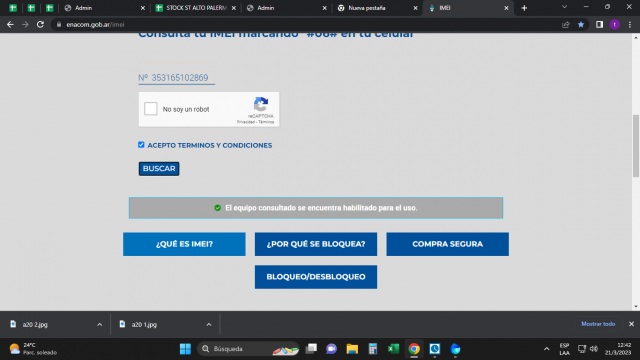 Admin
STOCK ST ALTO PALERM
Admin
Nueva pestaña
IMEI
enacom.gob.ar/imei
Consulta tu IMEI marcando *#06# en tu celular
Nº 353165102869
No soy un robot
reCAPTCHA
Privacidad - Términos
ACEPTO TERMINOS Y CONDICIONES
BUSCAR
El equipo consultado se encuentra habilitado para el uso.
¿QUÉ ES IMEI?
¿POR QUÉ SE BLOQUEA?
COMPRA SEGURA
BLOQUEO/DESBLOQUEO
a20 2.jpg
a20 1.jpg
Mostrar todo
24°C
Parc. soleado
Búsqueda
ESP
LAA
12:42
21/3/2023